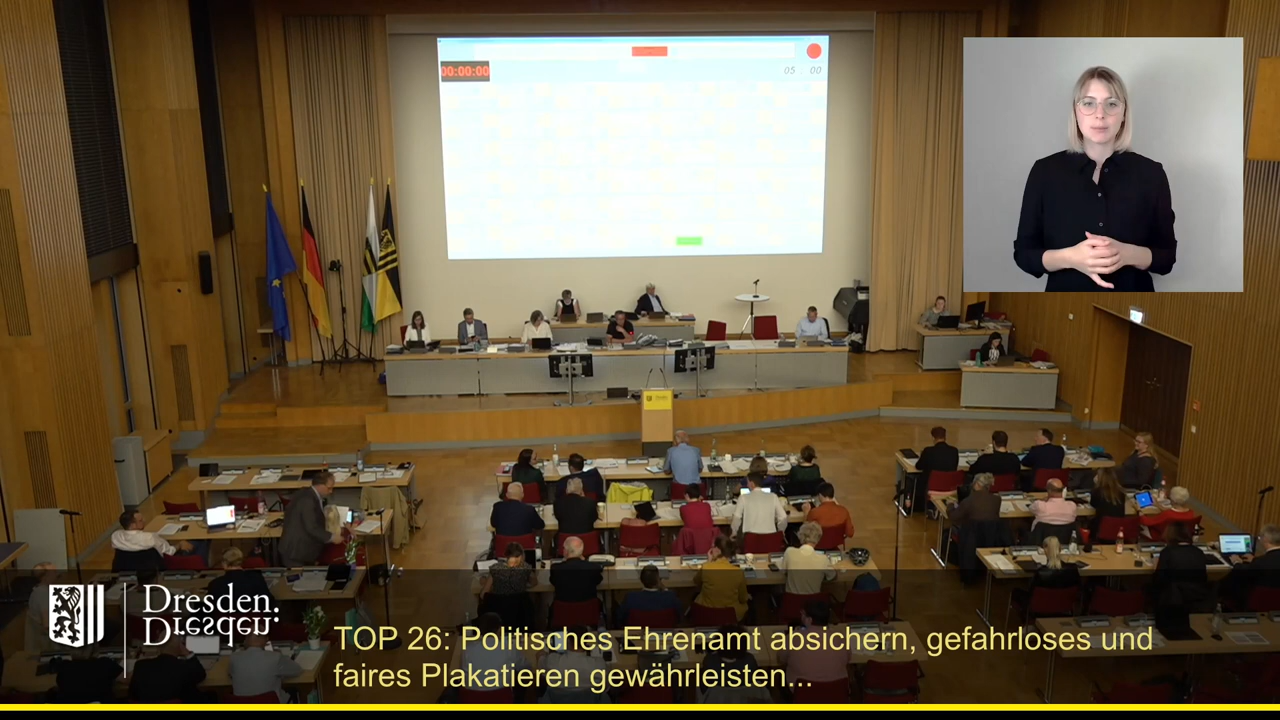 00:00:00
05 : 00
Dresden.
Dresden.
TOP 26: Politisches Ehrenamt absichern, gefahrloses und
faires Plakatieren gewährleisten...